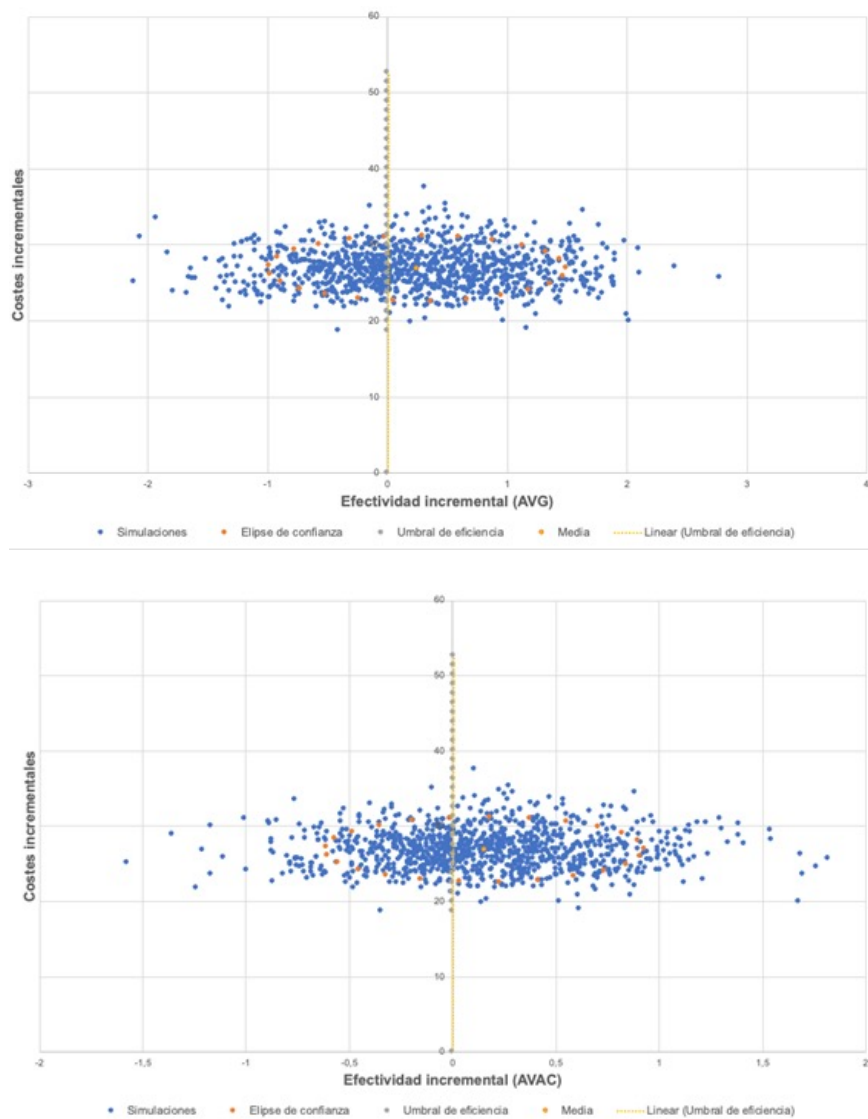 60
50
40
30
20
10
0
Costes incrementales
-3 -2 -1 0 1 2 3 4
Efectividad incremental (AVG)
Simulaciones Elipse de confianza Umbral de eficiencia Media Linear (Umbral de eficiencia)
60
50
40
30
20
10
0
Costes incrementales
-2 -1,5 -1 -0,5 0 0,5 1 1,5 2
Efectividad incremental (AVAC)
Simulaciones Elipse de confianza Umbral de eficiencia Media Linear (Umbral de eficiencia)